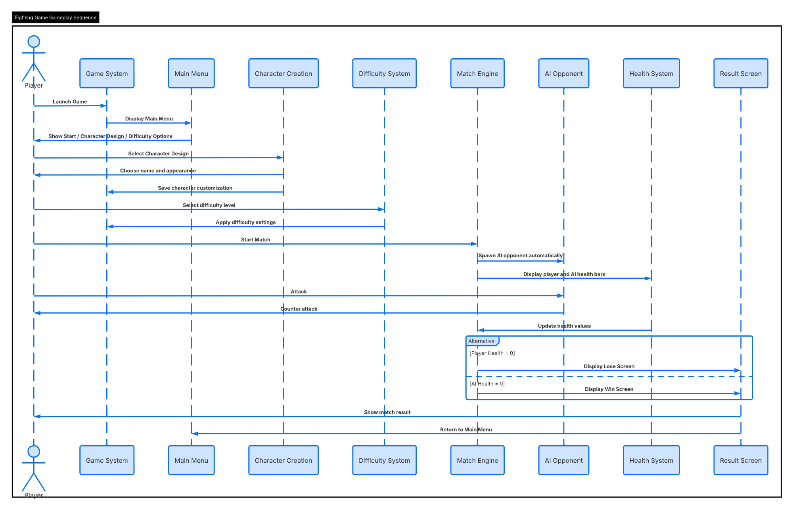 Fighting Game Gameplay Sequence
Player
Game System
Main Menu
Character Creation
Difficulty System
Match Engine
AI Opponent
Health System
Result Screen
Launch Game
Display Main Menu
Show Start / Character Design / Difficulty Options
Select Character Design
Choose name and appearance
Save character customization
Select difficulty level
Apply difficulty settings
Start Match
Spawn AI opponent automatically
Display player and AI health bars
Attack
Counter attack
Update health values
Alternative
[Player Health = 0]
Display Lose Screen
[AI Health = 0]
Display Win Screen
Show match result
Return to Main Menu
Game System
Main Menu
Character Creation
Difficulty System
Match Engine
AI Opponent
Health System
Result Screen
Player